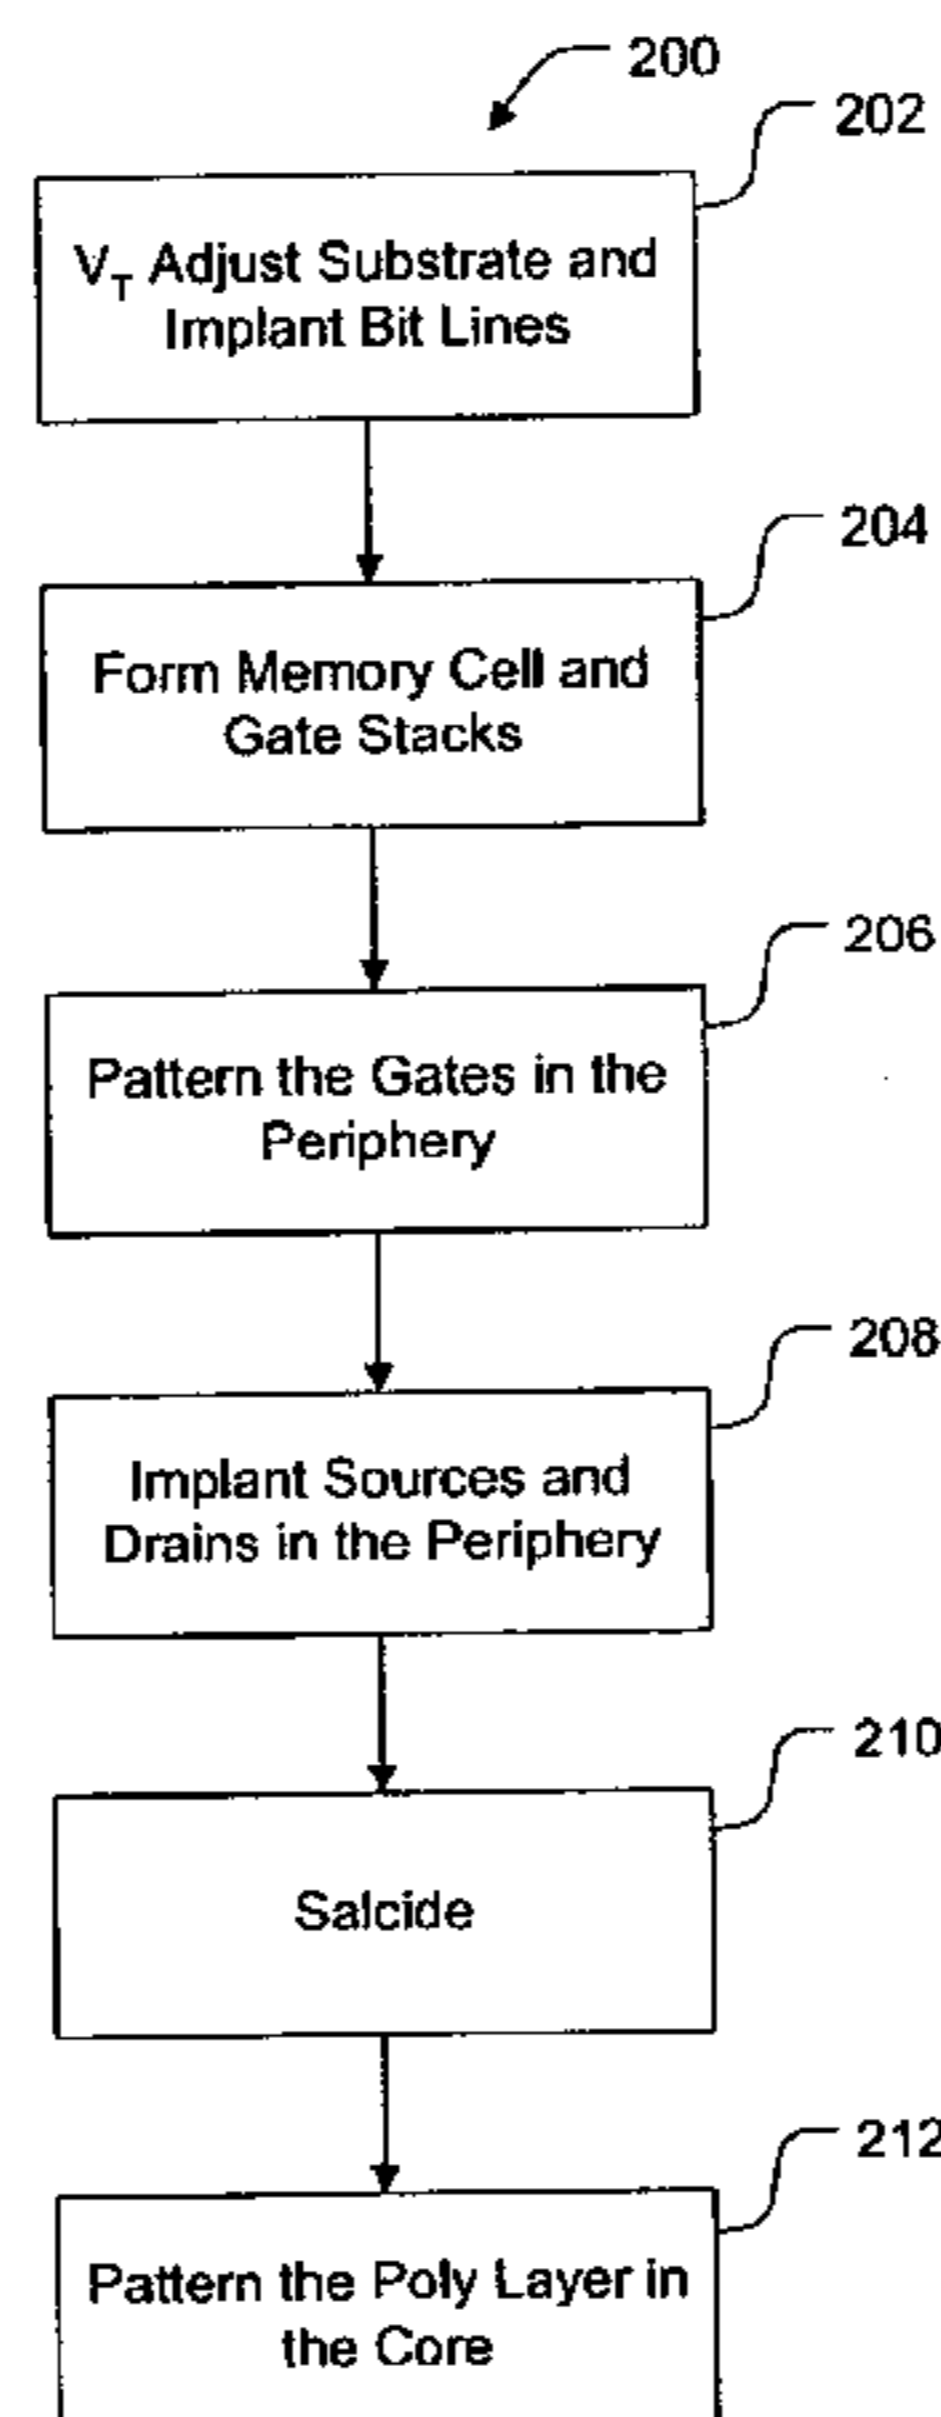 200
202
V_T Adjust Substrate and
Implant Bit Lines
204
Form Memory Cell and
Gate Stacks
206
Pattern the Gates in the
Periphery
208
Implant Sources and
Drains in the Periphery
210
Salcide
212
Pattern the Poly Layer in
the Core